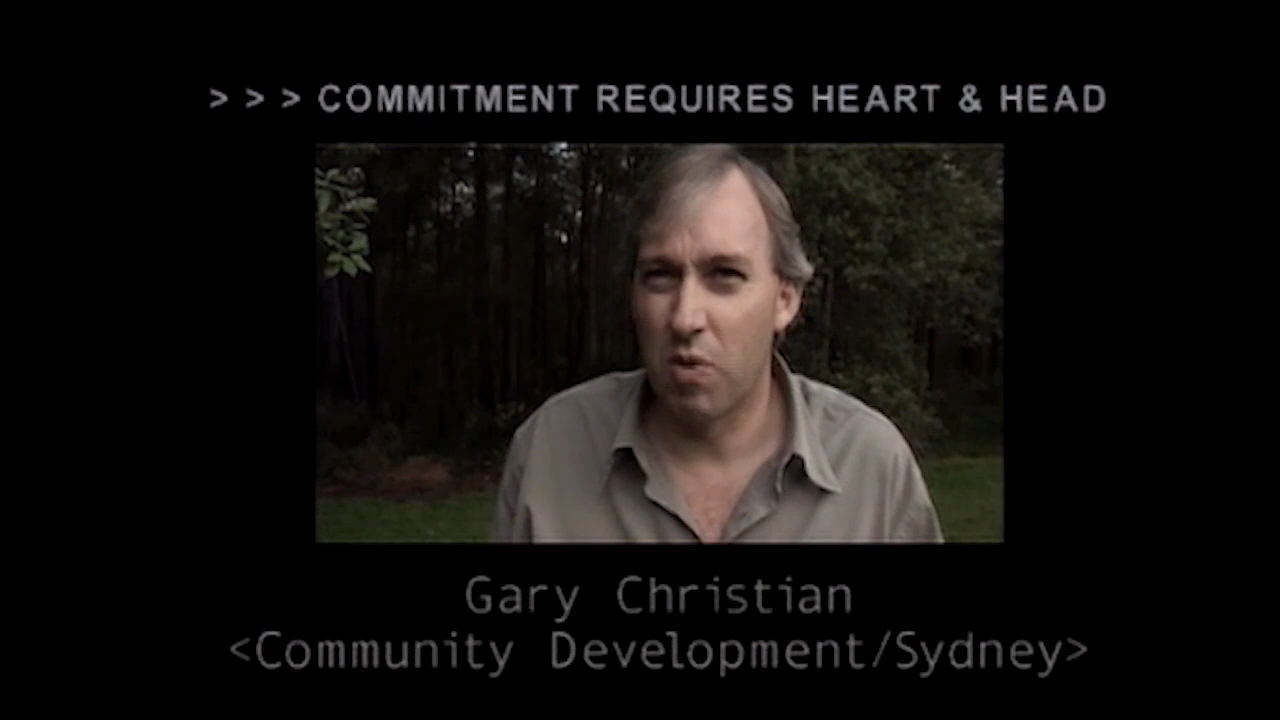 > > > COMMITMENT REQUIRES HEART & HEAD
Gary Christian
<Community Development/Sydney>